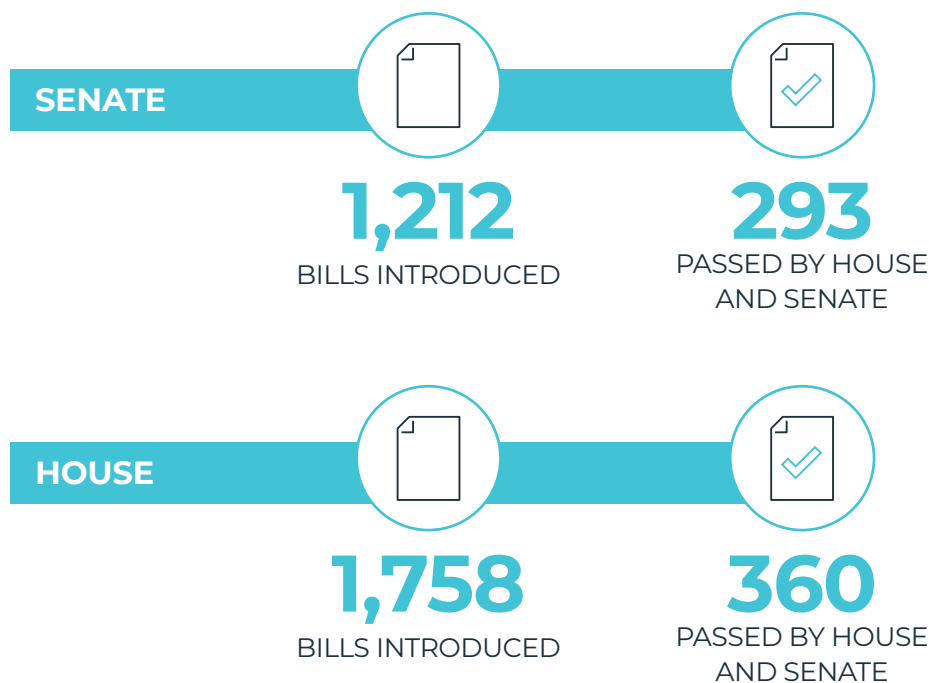 SENATE
1,212
BILLS INTRODUCED
293
PASSED BY HOUSE
AND SENATE
HOUSE
1,758
BILLS INTRODUCED
360
PASSED BY HOUSE
AND SENATE